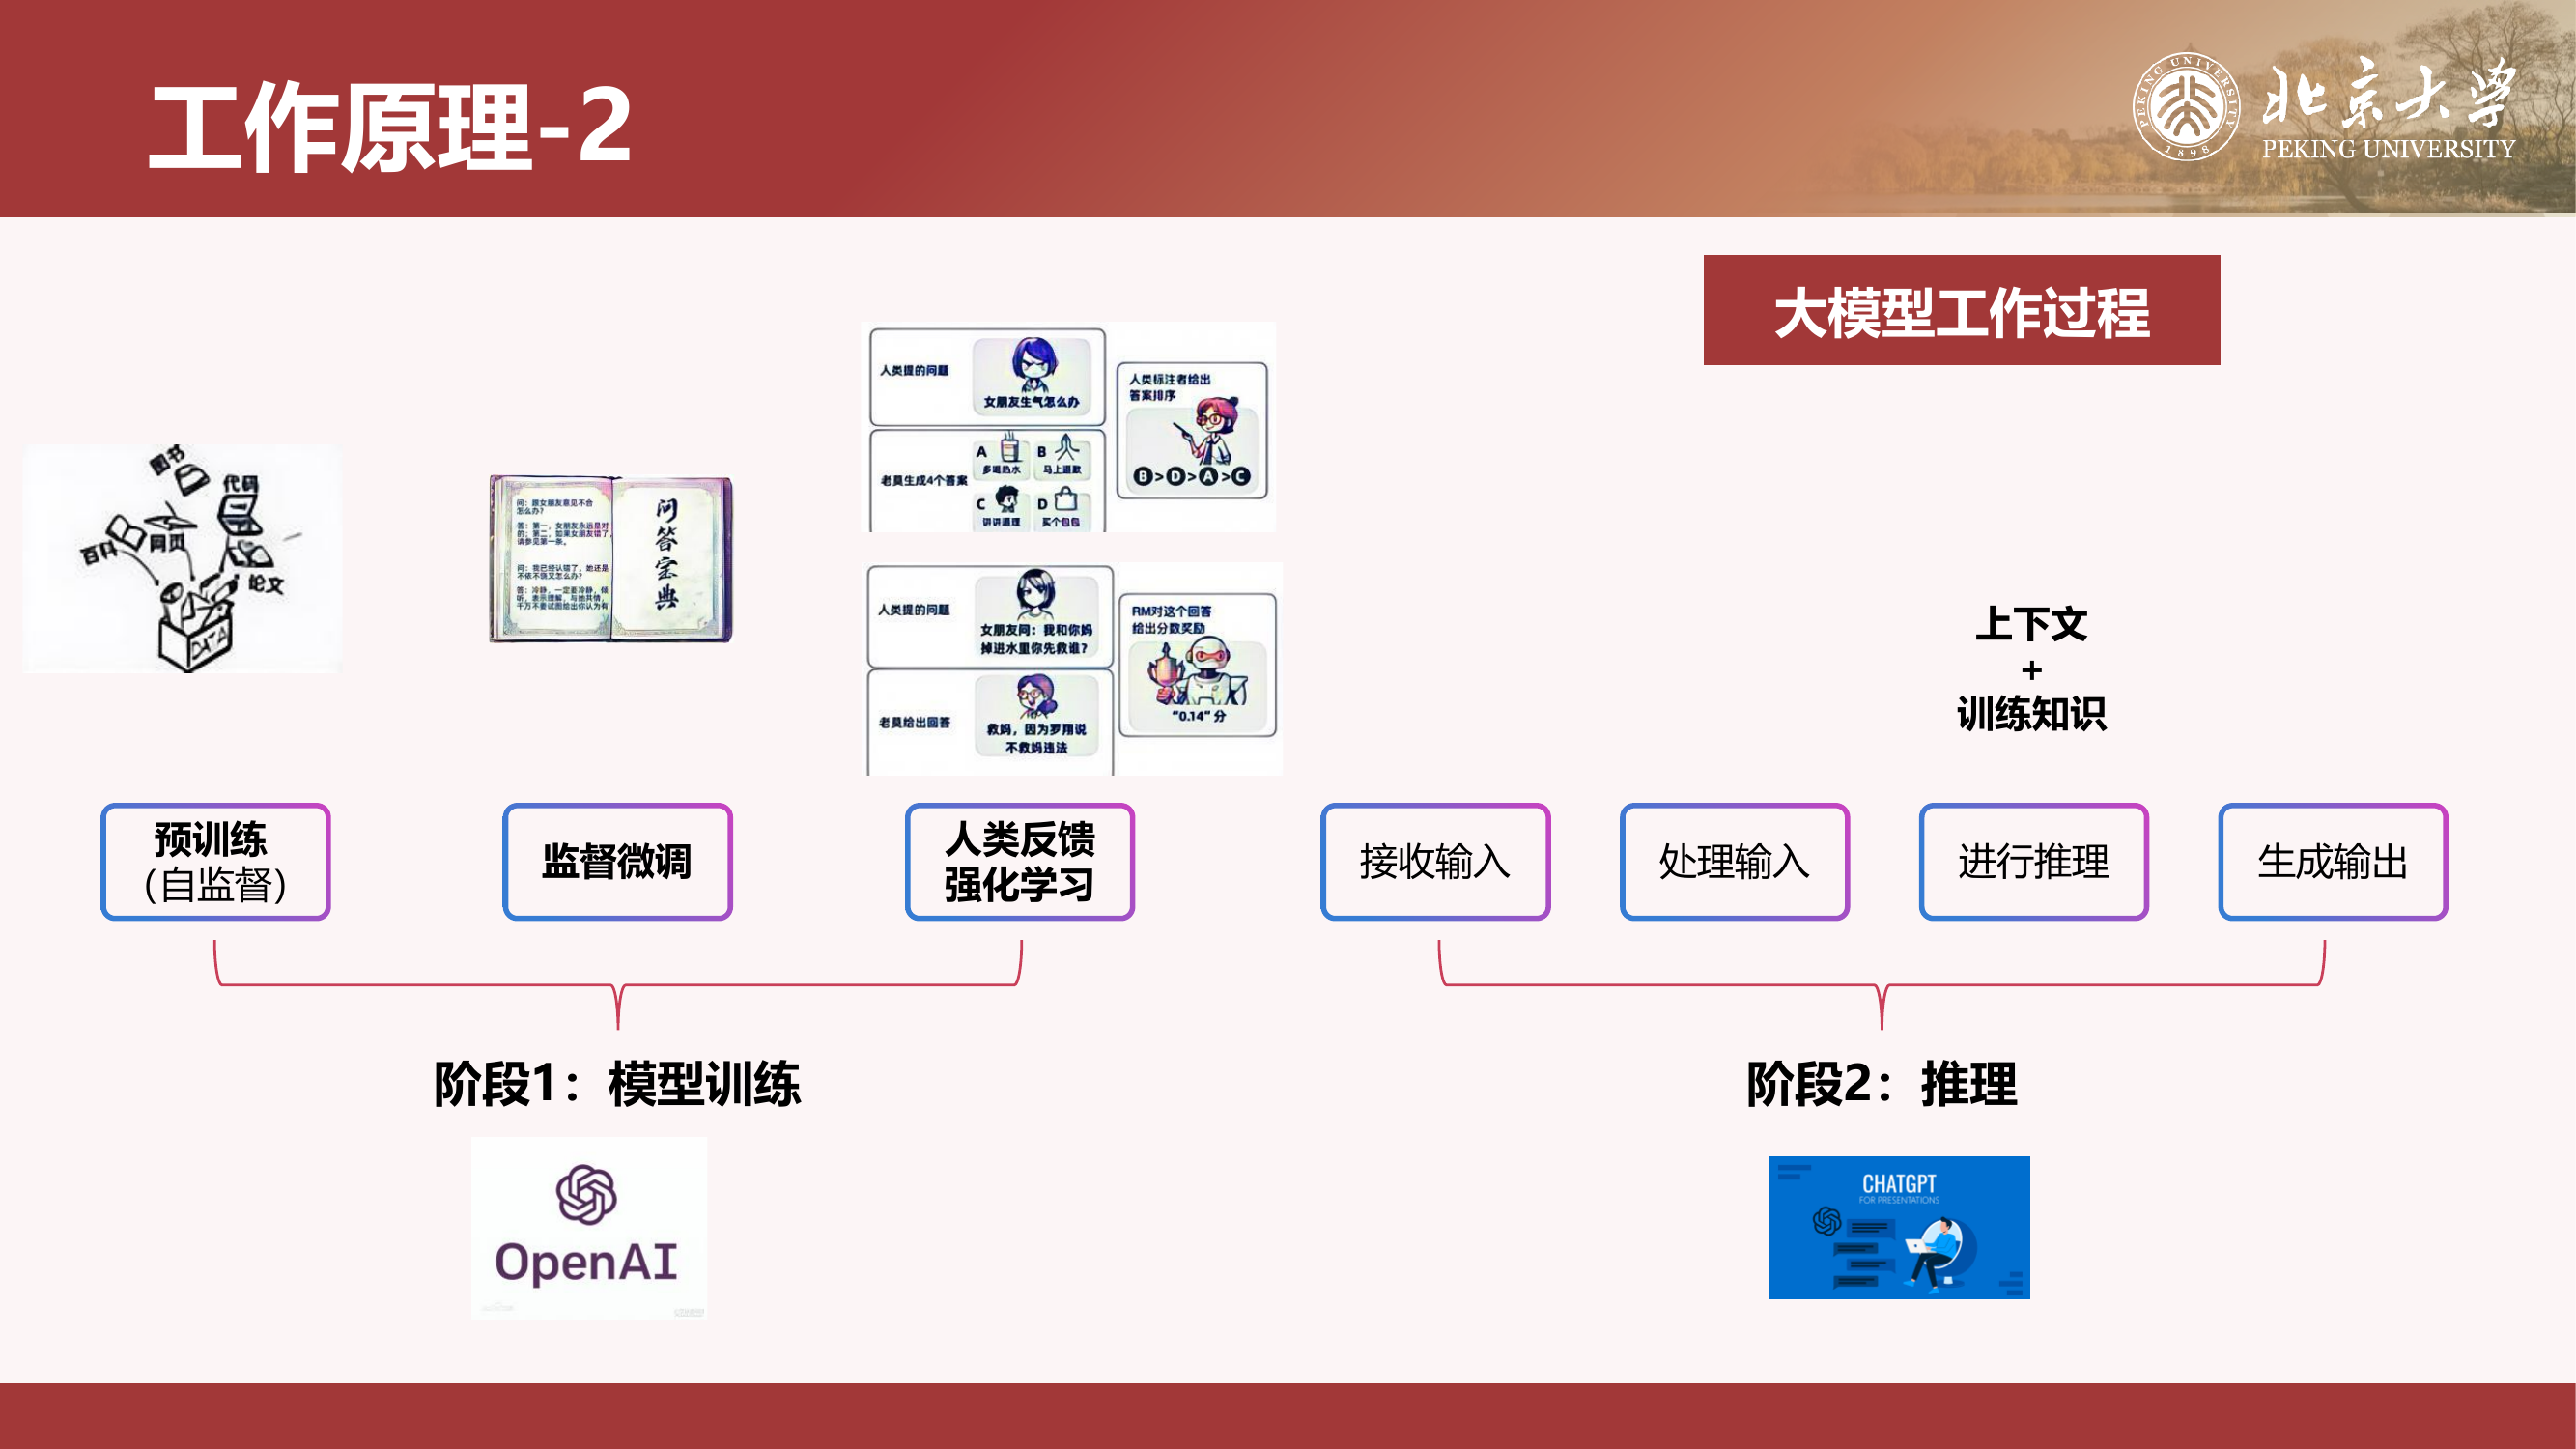 工作原理-2
PEKING UNIVERSITY
1898
北京大学
PEKING UNIVERSITY
大模型工作过程
图书
代码
百科
网页
论文
DATA
问：跟女朋友意见不合
怎么办？
答：第一，女朋友永远是对
的；第二，如果女朋友错了，
请参见第一条。
问：我已经认错了，她还是
不依不饶又怎么办？
答：冷静，一定要冷静，倾
听，表示理解，与她共情，
千万不要试图给出你认为有
问答宝典
人类提的问题
女朋友生气怎么办
老莫生成4个答案
A
多喝热水
B
马上道歉
C
讲讲道理
D
买个包包
人类标注者给出
答案排序
B>D>A>C
人类提的问题
女朋友问：我和你妈
掉进水里你先救谁？
老莫给出回答
救妈，因为罗翔说
不救妈违法
RM对这个回答
给出分数奖励
“0.14” 分
上下文
+
训练知识
预训练
(自监督)
监督微调
人类反馈
强化学习
接收输入
处理输入
进行推理
生成输出
阶段1：模型训练
阶段2：推理
OpenAI
CHATGPT
FOR PRESENTATIONS